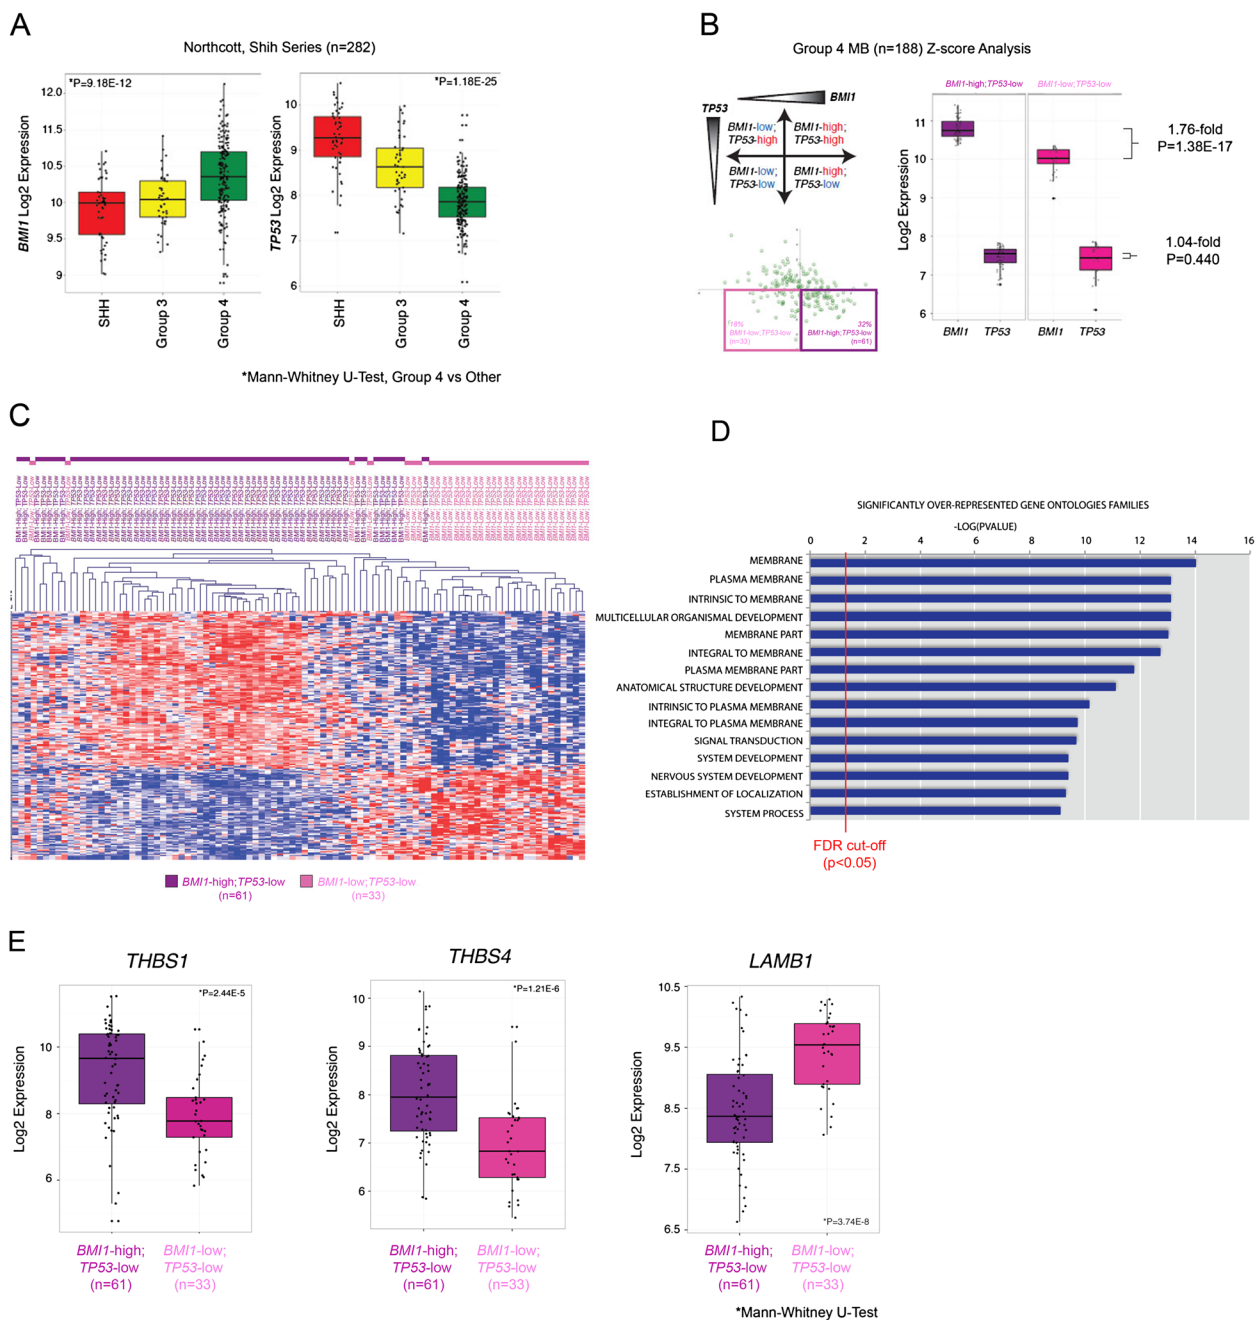 A
Northcott, Shih Series (n=282)
*P=9.18E-12
BMI1 Log2 Expression
12.0
11.5
10.5
10
9.5
9
SHH
Group 3
Group 4
*P=1.18E-25
TP53 Log2 Expression
10
9
8
7
6
SHH
Group 3
Group 4
*Mann-Whitney U-Test, Group 4 vs Other
B
Group 4 MB (n=188) Z-score Analysis
TP53
BMI1
BMI1-low;
TP53-high
BMI1-high;
TP53-high
BMI1-low;
TP53-low
BMI1-high;
TP53-low
18%
BMI1-low;TP53-low
(n=33)
32%
BMI1-high;TP53-low
(n=61)
BMI1-high;TP53-low
BMI1-low;TP53-low
Log2 Expression
11
10
9
8
7
6
BMI1
TP53
BMI1
TP53
1.76-fold
P=1.38E-17
1.04-fold
P=0.440
C
BMI1-high;TP53-low
(n=61)
BMI1-low;TP53-low
(n=33)
D
SIGNIFICANTLY OVER-REPRESENTED GENE ONTOLOGIES FAMILIES
-LOG(PVALUE)
0 2 4 6 8 10 12 14 16
MEMBRANE
PLASMA MEMBRANE
INTRINSIC TO MEMBRANE
MULTICELLULAR ORGANISMAL DEVELOPMENT
MEMBRANE PART
INTEGRAL TO MEMBRANE
PLASMA MEMBRANE PART
ANATOMICAL STRUCTURE DEVELOPMENT
INTRINSIC TO PLASMA MEMBRANE
INTEGRAL TO PLASMA MEMBRANE
SIGNAL TRANSDUCTION
SYSTEM DEVELOPMENT
NERVOUS SYSTEM DEVELOPMENT
ESTABLISHMENT OF LOCALIZATION
SYSTEM PROCESS
FDR cut-off
(p<0.05)
E
THBS1
*P=2.44E-5
Log2 Expression
10
8
6
BMI1-high;
TP53-low
(n=61)
BMI1-low;
TP53-low
(n=33)
THBS4
*P=1.21E-6
Log2 Expression
10
9
8
7
6
BMI1-high;
TP53-low
(n=61)
BMI1-low;
TP53-low
(n=33)
LAMB1
Log2 Expression
10.5
9.5
8.5
7.5
6.5
*P=3.74E-8
BMI1-high;
TP53-low
(n=61)
BMI1-low;
TP53-low
(n=33)
*Mann-Whitney U-Test